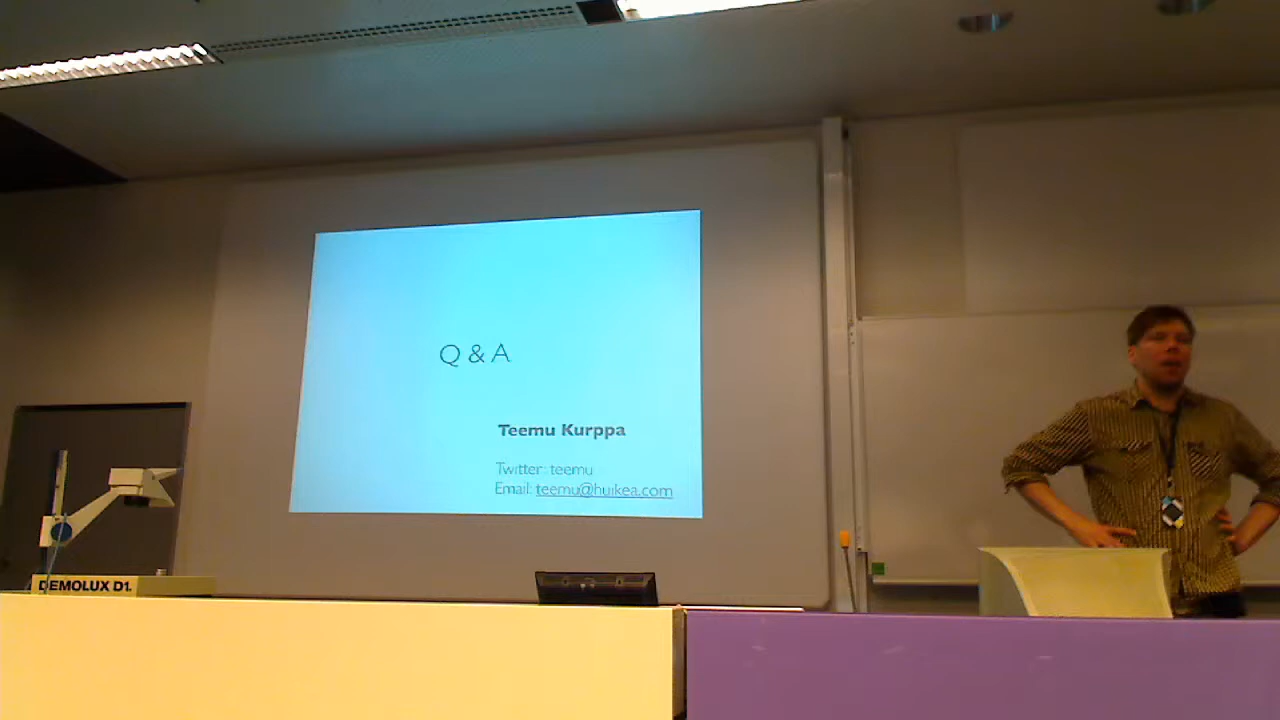 Q & A
Teemu Kurppa
Twitter: teemu
Email: teemu@huikea.com
DEMOLUX D1.